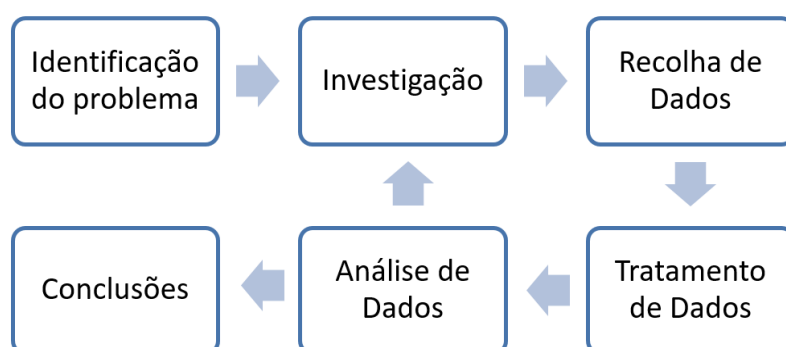 Identificação
do problema
Investigação
Recolha de
Dados
Tratamento
de Dados
Análise de
Dados
Conclusões